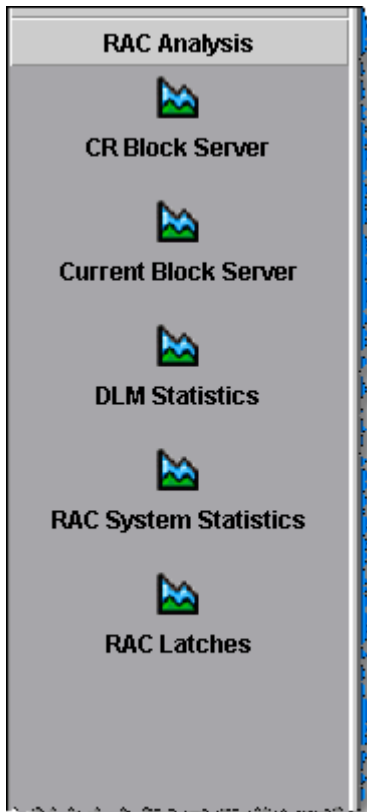 RAC Analysis
CR Block Server
Current Block Server
DLM Statistics
RAC System Statistics
RAC Latches